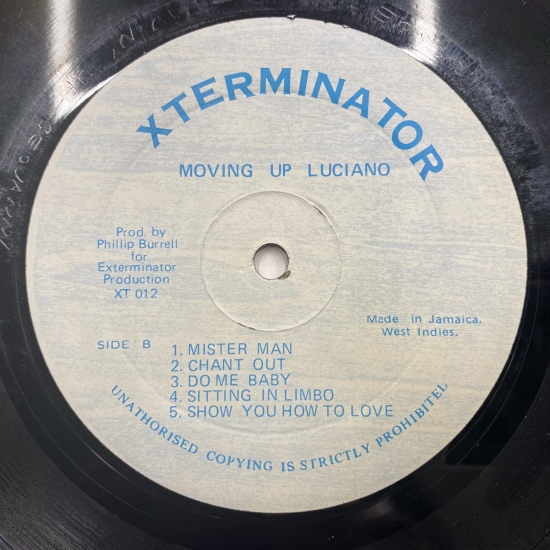 XTERMINATOR
MOVING UP LUCIANO
Prod. by
Phillip Burrell
for
Exterminator
Production
XT 012
Made in Jamaica.
West Indies.
SIDE B
1. MISTER MAN
2. CHANT OUT
3. DO ME BABY
4. SITTING IN LIMBO
5. SHOW YOU HOW TO LOVE
UNATHORISED COPYING IS STRICTLY PROHIBITED